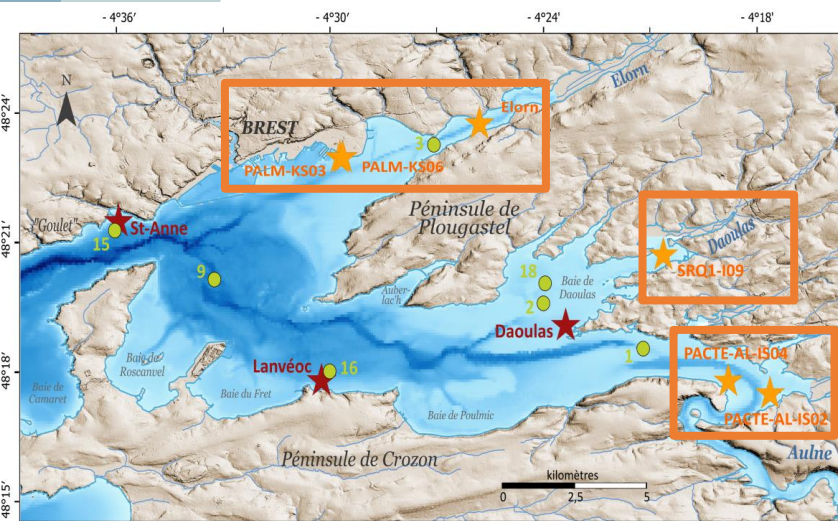 - 4°36'
- 4°30'
- 4°24'
- 4°18'
48°24'
48°21'
48°18'
48°15'
N
Elorn
Elorn
BREST
3
PALM-KS03
PALM-KS06
Péninsule de
Plougastel
"Goulet"
St-Anne
15
Daoulas
9
18
Baie de
Daoulas
SRQ1-I09
Auber-
lac'h
2
Daoulas
1
PACTE-AL-IS04
Baie de
Roscanvel
Lanvéoc
16
Baie de
Camaret
Baie du Fret
Baie de Poulmic
PACTE-AL-IS02
Aulne
Péninsule de Crozon
kilomètres
0
2,5
5